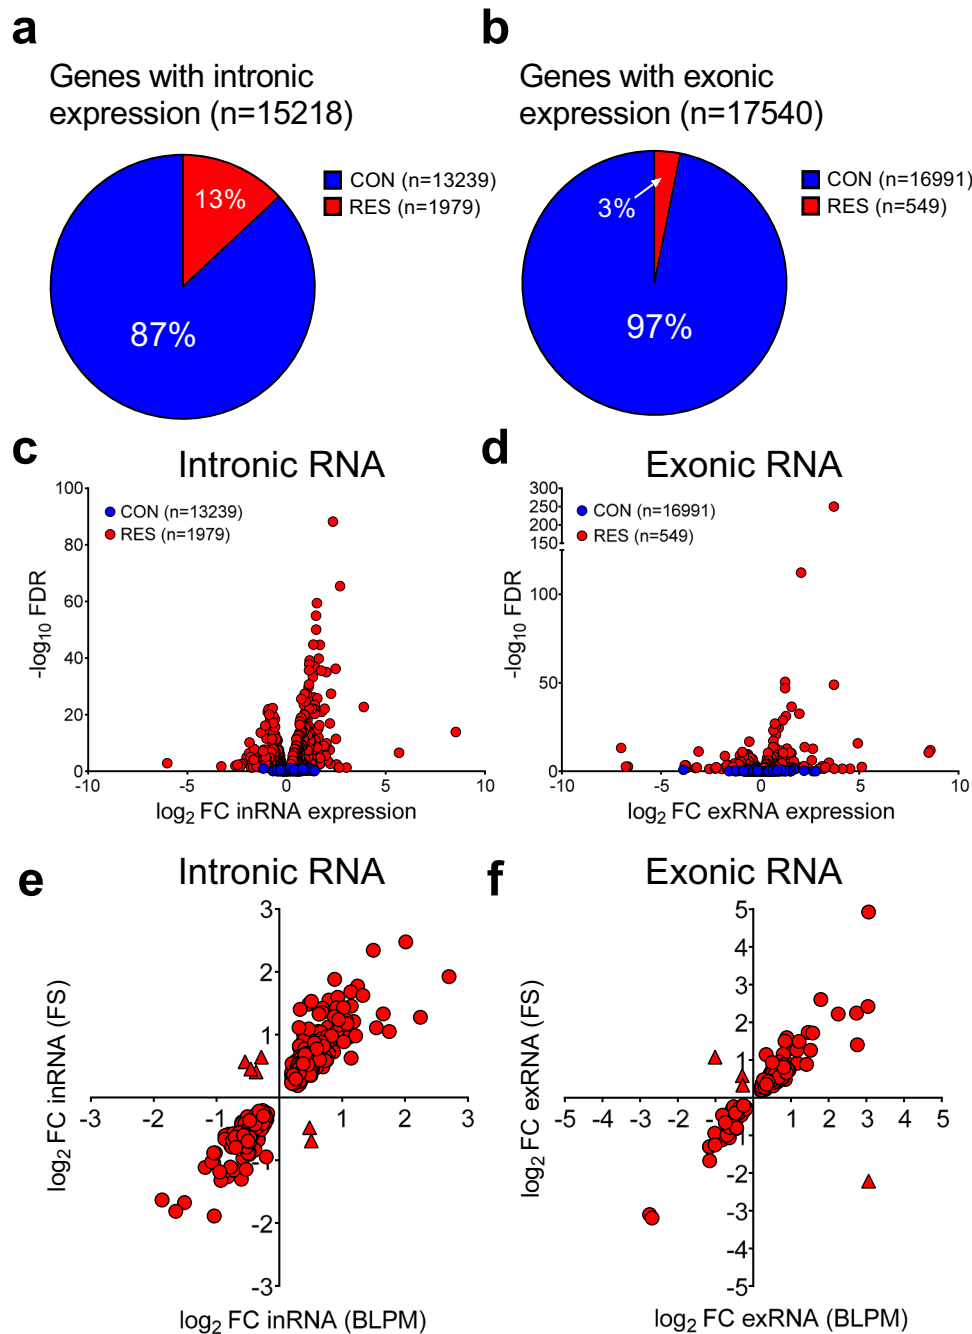 a
Genes with intronic
expression (n=15218)
CON (n=13239)
RES (n=1979)
13%
87%
b
Genes with exonic
expression (n=17540)
CON (n=16991)
RES (n=549)
3%
97%
c
Intronic RNA
CON (n=13239)
RES (n=1979)
100
80
60
40
20
0
-10
-5
0
5
10
-log10 FDR
log2 FC inRNA expression
d
Exonic RNA
CON (n=16991)
RES (n=549)
300
250
200
150
100
50
0
-10
-5
0
5
10
-log10 FDR
log2 FC exRNA expression
e
Intronic RNA
3
2
1
-1
-2
-3
-3
-2
-1
1
2
3
log2 FC inRNA (FS)
log2 FC inRNA (BLPM)
f
Exonic RNA
5
4
3
2
1
-2
-3
-4
-5
-5
-4
-3
-2
-1
1
2
3
4
5
log2 FC exRNA (FS)
log2 FC exRNA (BLPM)